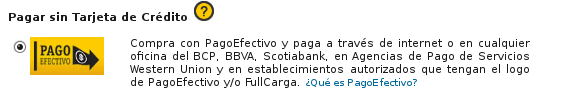 Pagar sin Tarjeta de Crédito ?
PAGO
EFECTIVO
Compra con PagoEfectivo y paga a través de internet o en cualquier
oficina del BCP, BBVA, Scotiabank, en Agencias de Pago de Servicios
Western Union y en establecimientos autorizados que tengan el logo
de PagoEfectivo y/o FullCarga. ¿Qué es PagoEfectivo?